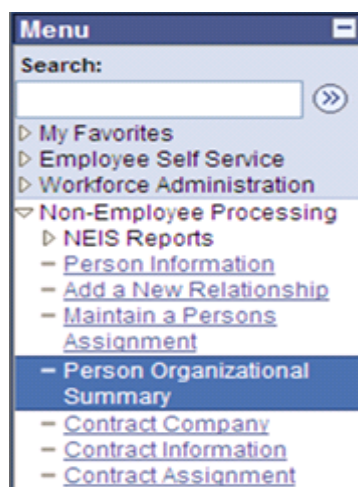 Menu
Search:
My Favorites
Employee Self Service
Workforce Administration
Non-Employee Processing
NEIS Reports
Person Information
Add a New Relationship
Maintain a Persons
Assignment
Person Organizational
Summary
Contract Company
Contract Information
Contract Assignment